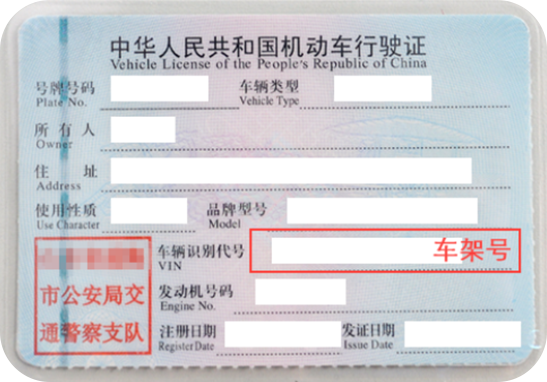 中华人民共和国机动车行驶证
Vehicle License of the People's Republic of China
号牌号码 车辆类型
Plate No. Vehicle Type
所有人
Owner
住址
Address
使用性质 品牌型号
Use Character Model
车辆识别代号 车架号
VIN
市公安局交
通警察支队
发动机号码
Engine No.
注册日期 发证日期
Register Date Issue Date